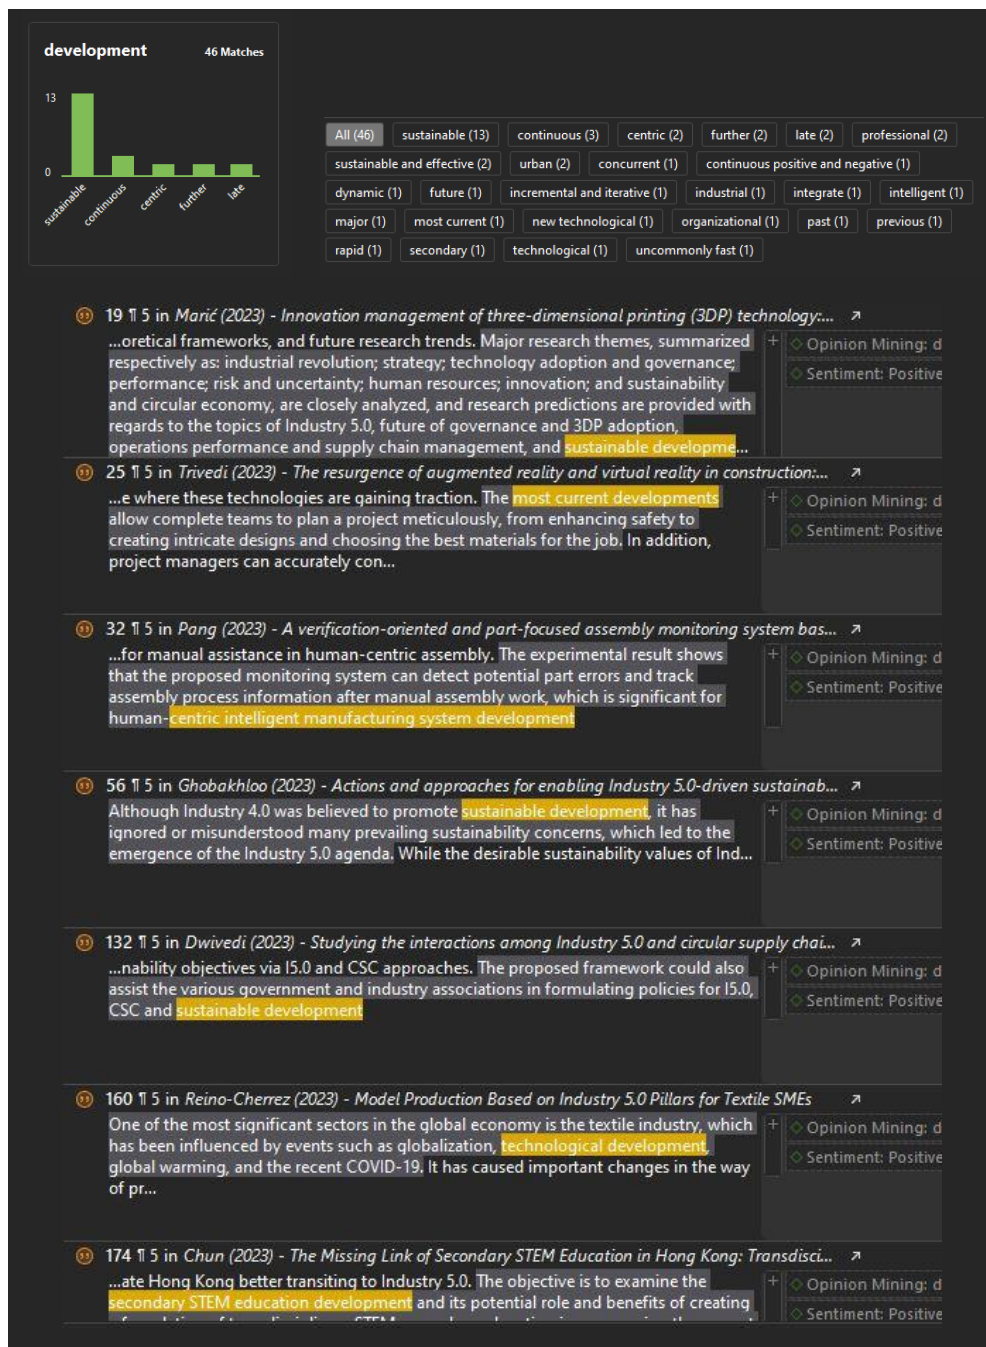 development 46 Matches
13
0
sustainable
continuous
centric
further
late
All (46) sustainable (13) continuous (3) centric (2) further (2) late (2) professional (2)
sustainable and effective (2) urban (2) concurrent (1) continuous positive and negative (1)
dynamic (1) future (1) incremental and iterative (1) industrial (1) integrate (1) intelligent (1)
major (1) most current (1) new technological (1) organizational (1) past (1) previous (1)
rapid (1) secondary (1) technological (1) uncommonly fast (1)
19 ¶ 5 in Marić (2023) - Innovation management of three-dimensional printing (3DP) technology:...
...oretical frameworks, and future research trends. Major research themes, summarized
respectively as: industrial revolution; strategy; technology adoption and governance;
performance; risk and uncertainty; human resources; innovation; and sustainability
and circular economy, are closely analyzed, and research predictions are provided with
regards to the topics of Industry 5.0, future of governance and 3DP adoption,
operations performance and supply chain management, and sustainable developme...
Opinion Mining: d
Sentiment: Positive
25 ¶ 5 in Trivedi (2023) - The resurgence of augmented reality and virtual reality in construction:...
...e where these technologies are gaining traction. The most current developments
allow complete teams to plan a project meticulously, from enhancing safety to
creating intricate designs and choosing the best materials for the job. In addition,
project managers can accurately con...
Opinion Mining: d
Sentiment: Positive
32 ¶ 5 in Pang (2023) - A verification-oriented and part-focused assembly monitoring system bas...
...for manual assistance in human-centric assembly. The experimental result shows
that the proposed monitoring system can detect potential part errors and track
assembly process information after manual assembly work, which is significant for
human-centric intelligent manufacturing system development
Opinion Mining: d
Sentiment: Positive
56 ¶ 5 in Ghobakhloo (2023) - Actions and approaches for enabling Industry 5.0-driven sustainab...
Although Industry 4.0 was believed to promote sustainable development, it has
ignored or misunderstood many prevailing sustainability concerns, which led to the
emergence of the Industry 5.0 agenda. While the desirable sustainability values of Ind...
Opinion Mining: d
Sentiment: Positive
132 ¶ 5 in Dwivedi (2023) - Studying the interactions among Industry 5.0 and circular supply chai...
...nability objectives via I5.0 and CSC approaches. The proposed framework could also
assist the various government and industry associations in formulating policies for I5.0,
CSC and sustainable development
Opinion Mining: d
Sentiment: Positive
160 ¶ 5 in Reino-Cherrez (2023) - Model Production Based on Industry 5.0 Pillars for Textile SMEs
One of the most significant sectors in the global economy is the textile industry, which
has been influenced by events such as globalization, technological development,
global warming, and the recent COVID-19. It has caused important changes in the way
of pr...
Opinion Mining: d
Sentiment: Positive
174 ¶ 5 in Chun (2023) - The Missing Link of Secondary STEM Education in Hong Kong: Transdisci...
...ate Hong Kong better transiting to Industry 5.0. The objective is to examine the
secondary STEM education development and its potential role and benefits of creating
Opinion Mining: d
Sentiment: Positive